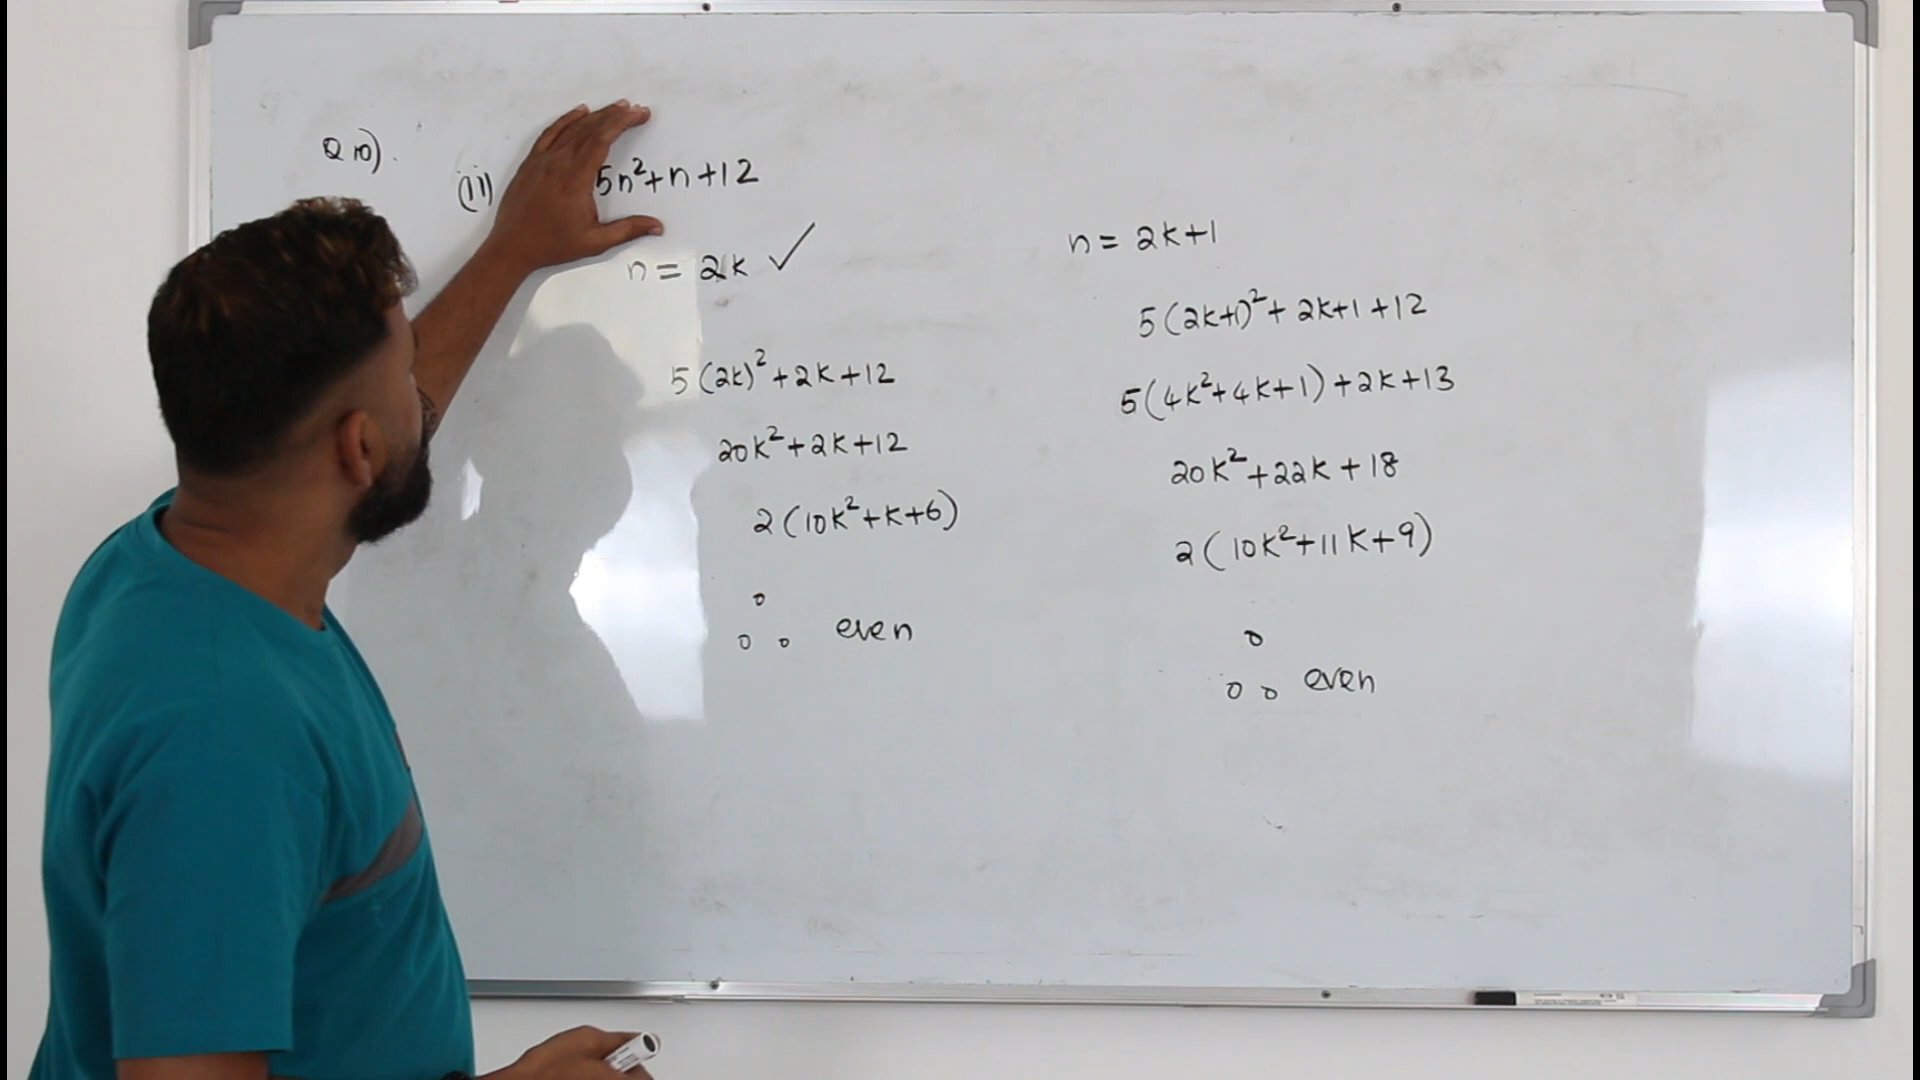 Q10).
(ii) 5n²+n+12
n = 2k ✓
5(2k)²+2k+12
20k²+2k+12
2(10k²+k+6)
∴ even
n = 2k+1
5(2k+1)²+2k+1+12
5(4k²+4k+1)+2k+13
20k²+22k+18
2(10k²+11k+9)
∴ even